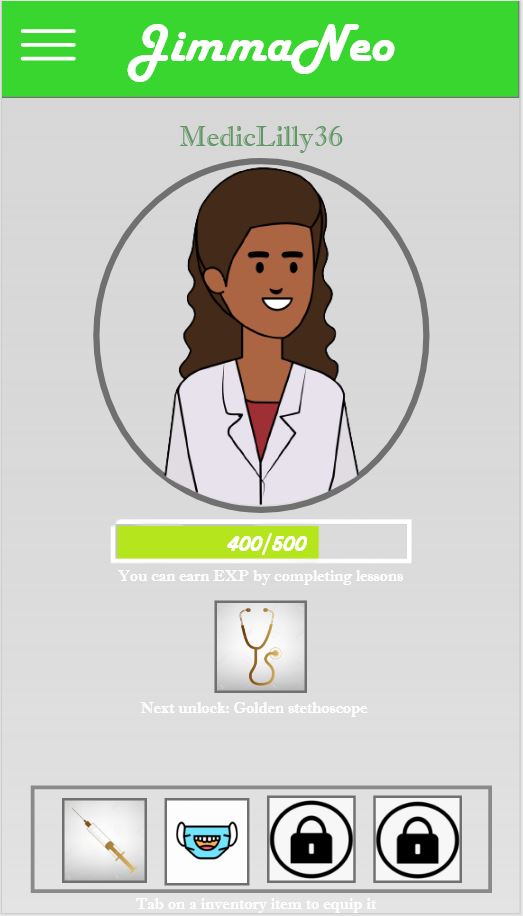 JimmaNeo
MedicLilly36
400/500
You can earn EXP by completing lessons
Next unlock: Golden stethoscope
Tab on a inventory item to equip it